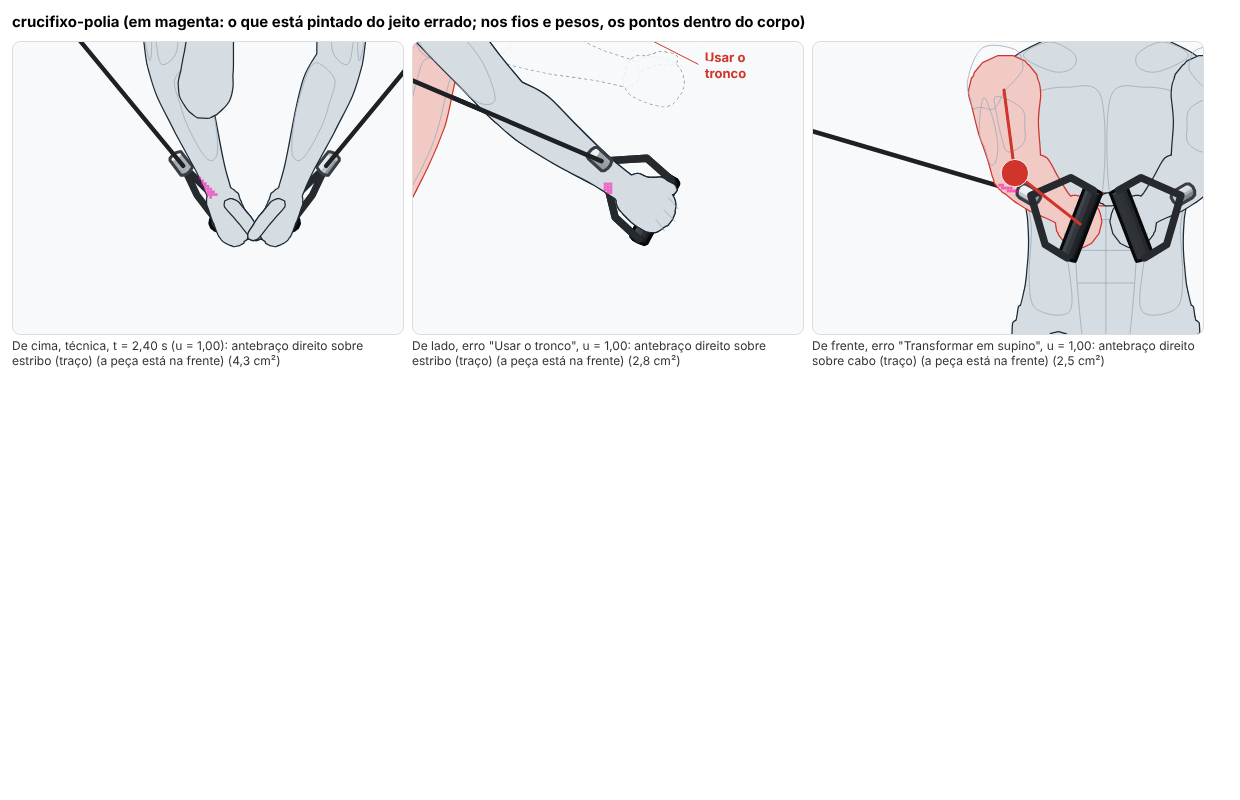 crucifixo-polia (em magenta: o que está pintado do jeito errado; nos fios e pesos, os pontos dentro do corpo)
Usar o
tronco
De cima, técnica, t = 2,40 s (u = 1,00): antebraço direito sobre
estribo (traço) (a peça está na frente) (4,3 cm²)
De lado, erro "Usar o tronco", u = 1,00: antebraço direito sobre
estribo (traço) (a peça está na frente) (2,8 cm²)
De frente, erro "Transformar em supino", u = 1,00: antebraço direito
sobre cabo (traço) (a peça está na frente) (2,5 cm²)